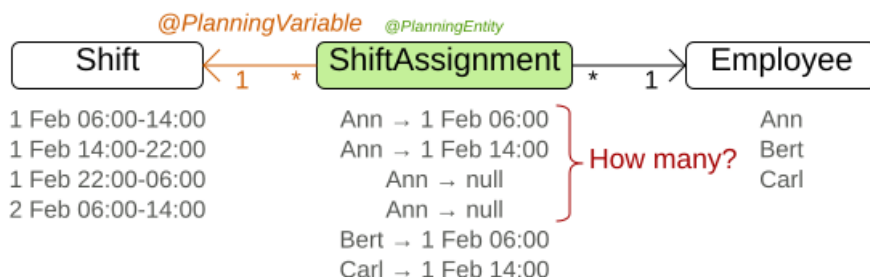 @PlanningVariable @PlanningEntity
Shift ShiftAssignment Employee
1 * * 1
1 Feb 06:00-14:00
1 Feb 14:00-22:00
1 Feb 22:00-06:00
2 Feb 06:00-14:00
Ann → 1 Feb 06:00
Ann → 1 Feb 14:00
Ann → null
Ann → null
Bert → 1 Feb 06:00
Carl → 1 Feb 14:00
How many?
Ann
Bert
Carl